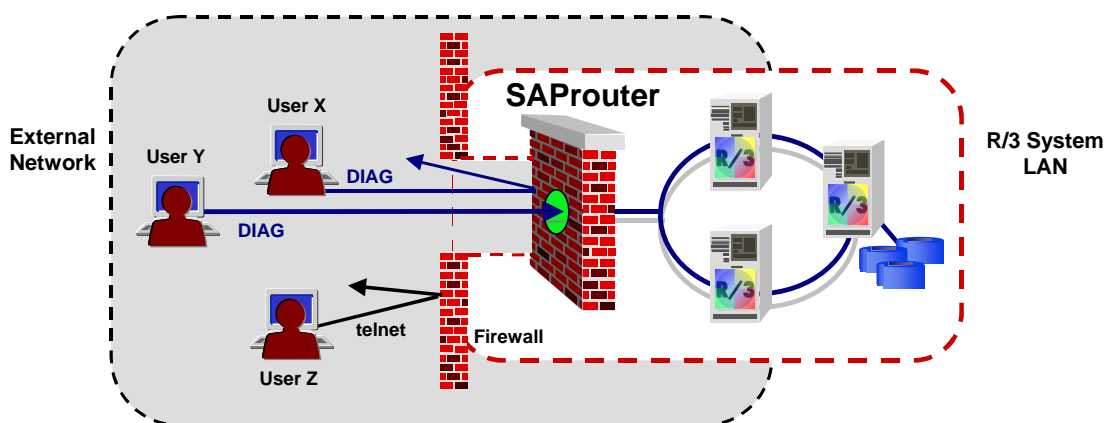 SAProuter
User X
External
Network
User Y
R/3 System
LAN
DIAG
DIAG
R/3
R/3
R/3
telnet
Firewall
User Z